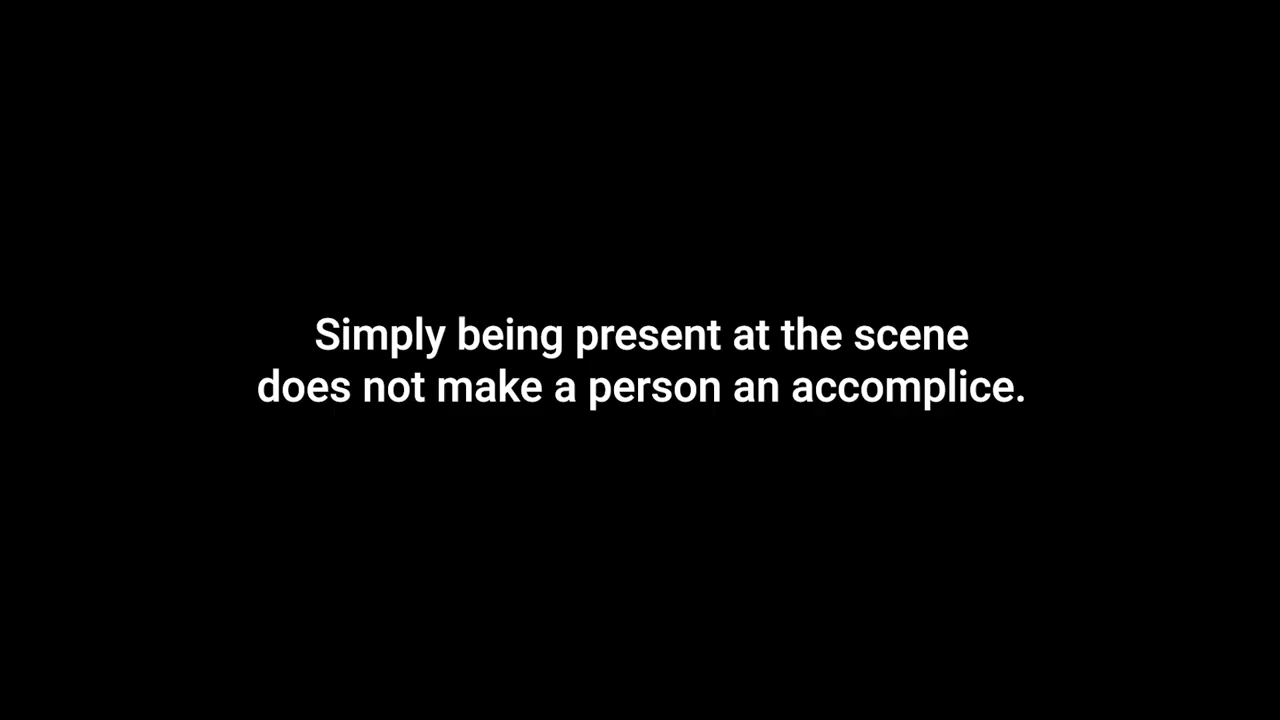 Simply being present at the scene
does not make a person an accomplice.